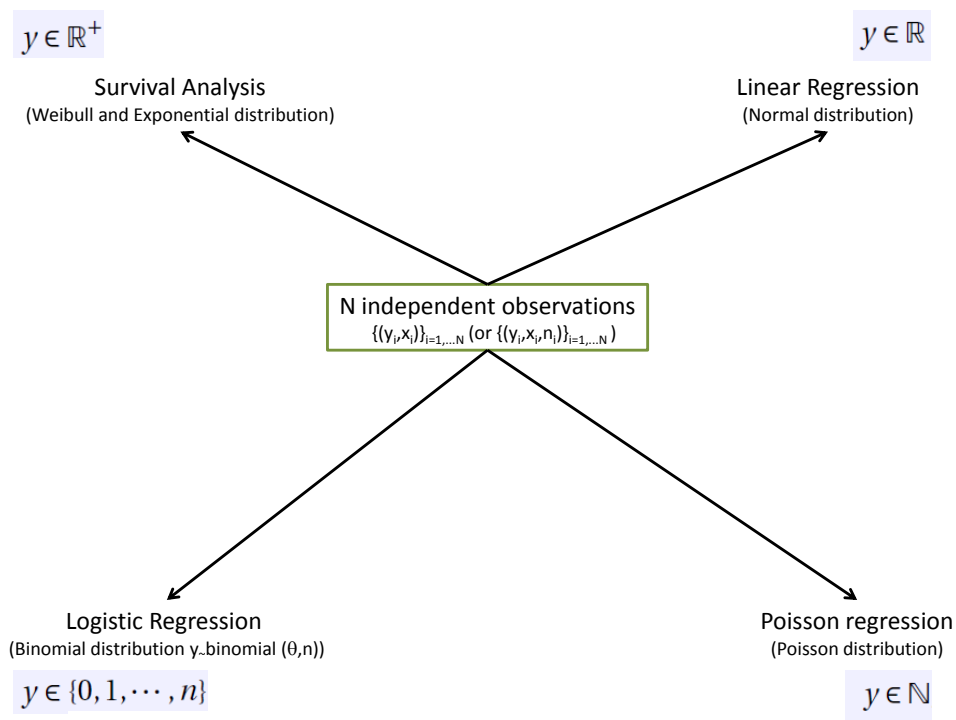 y ∈ ℝ⁺
Survival Analysis
(Weibull and Exponential distribution)
y ∈ ℝ
Linear Regression
(Normal distribution)
N independent observations
{(yᵢ,xᵢ)}ᵢ₌₁,...N (or {(yᵢ,xᵢ,nᵢ)}ᵢ₌₁,...N )
Logistic Regression
(Binomial distribution y~binomial (θ,n))
y ∈ {0, 1, ⋯ , n}
Poisson regression
(Poisson distribution)
y ∈ ℕ